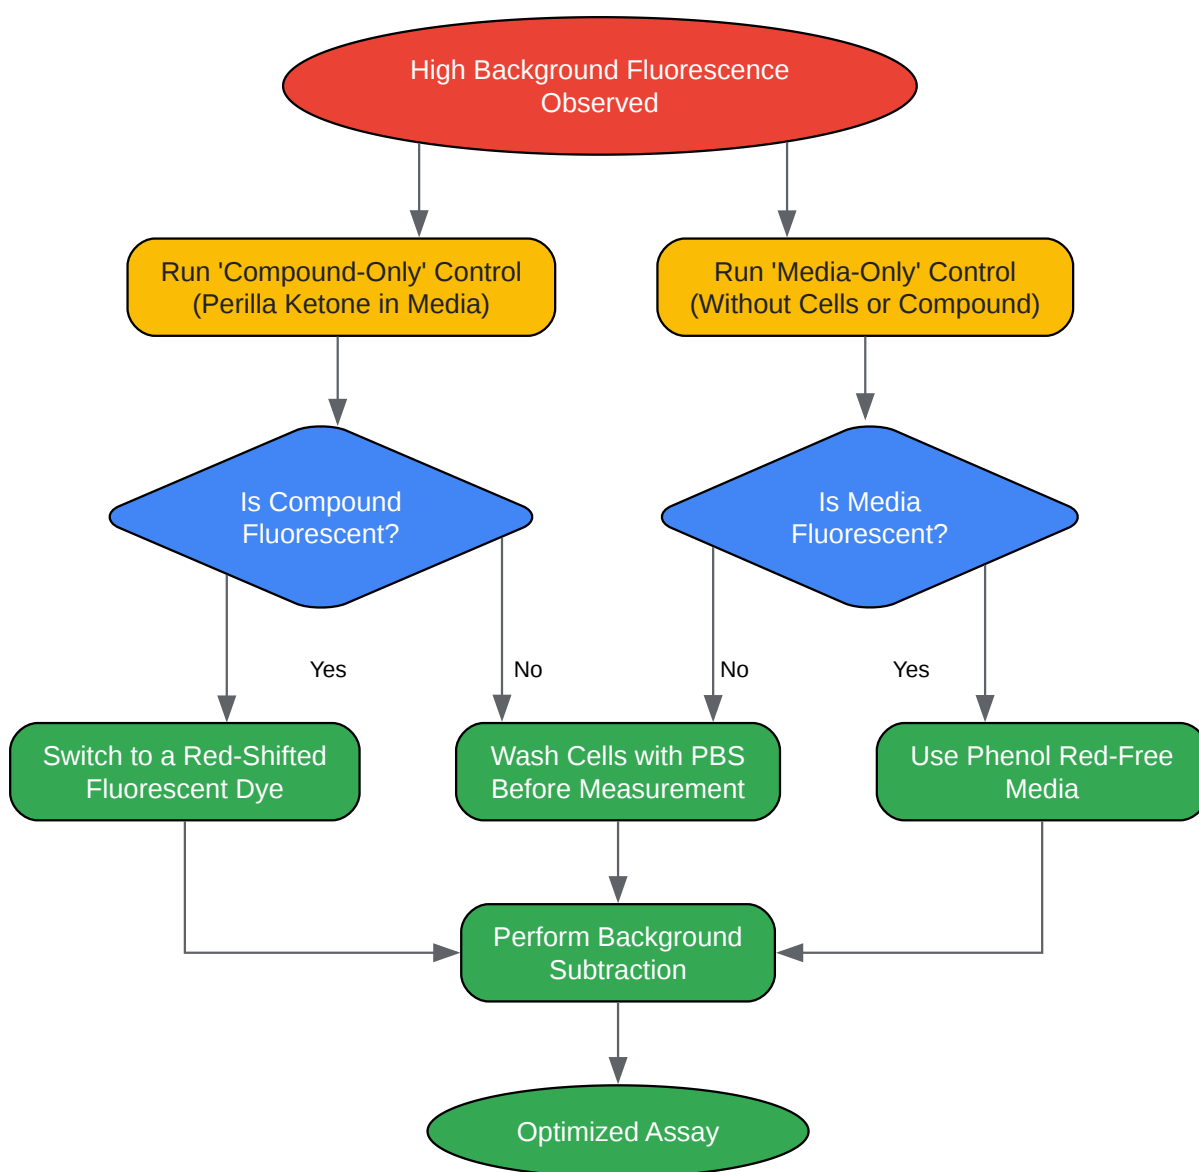 High Background Fluorescence
Observed
Run 'Compound-Only' Control
(Perilla Ketone in Media)
Run 'Media-Only' Control
(Without Cells or Compound)
Is Compound
Fluorescent?
Is Media
Fluorescent?
Yes
No
No
Yes
Switch to a Red-Shifted
Fluorescent Dye
Wash Cells with PBS
Before Measurement
Use Phenol Red-Free
Media
Perform Background
Subtraction
Optimized Assay